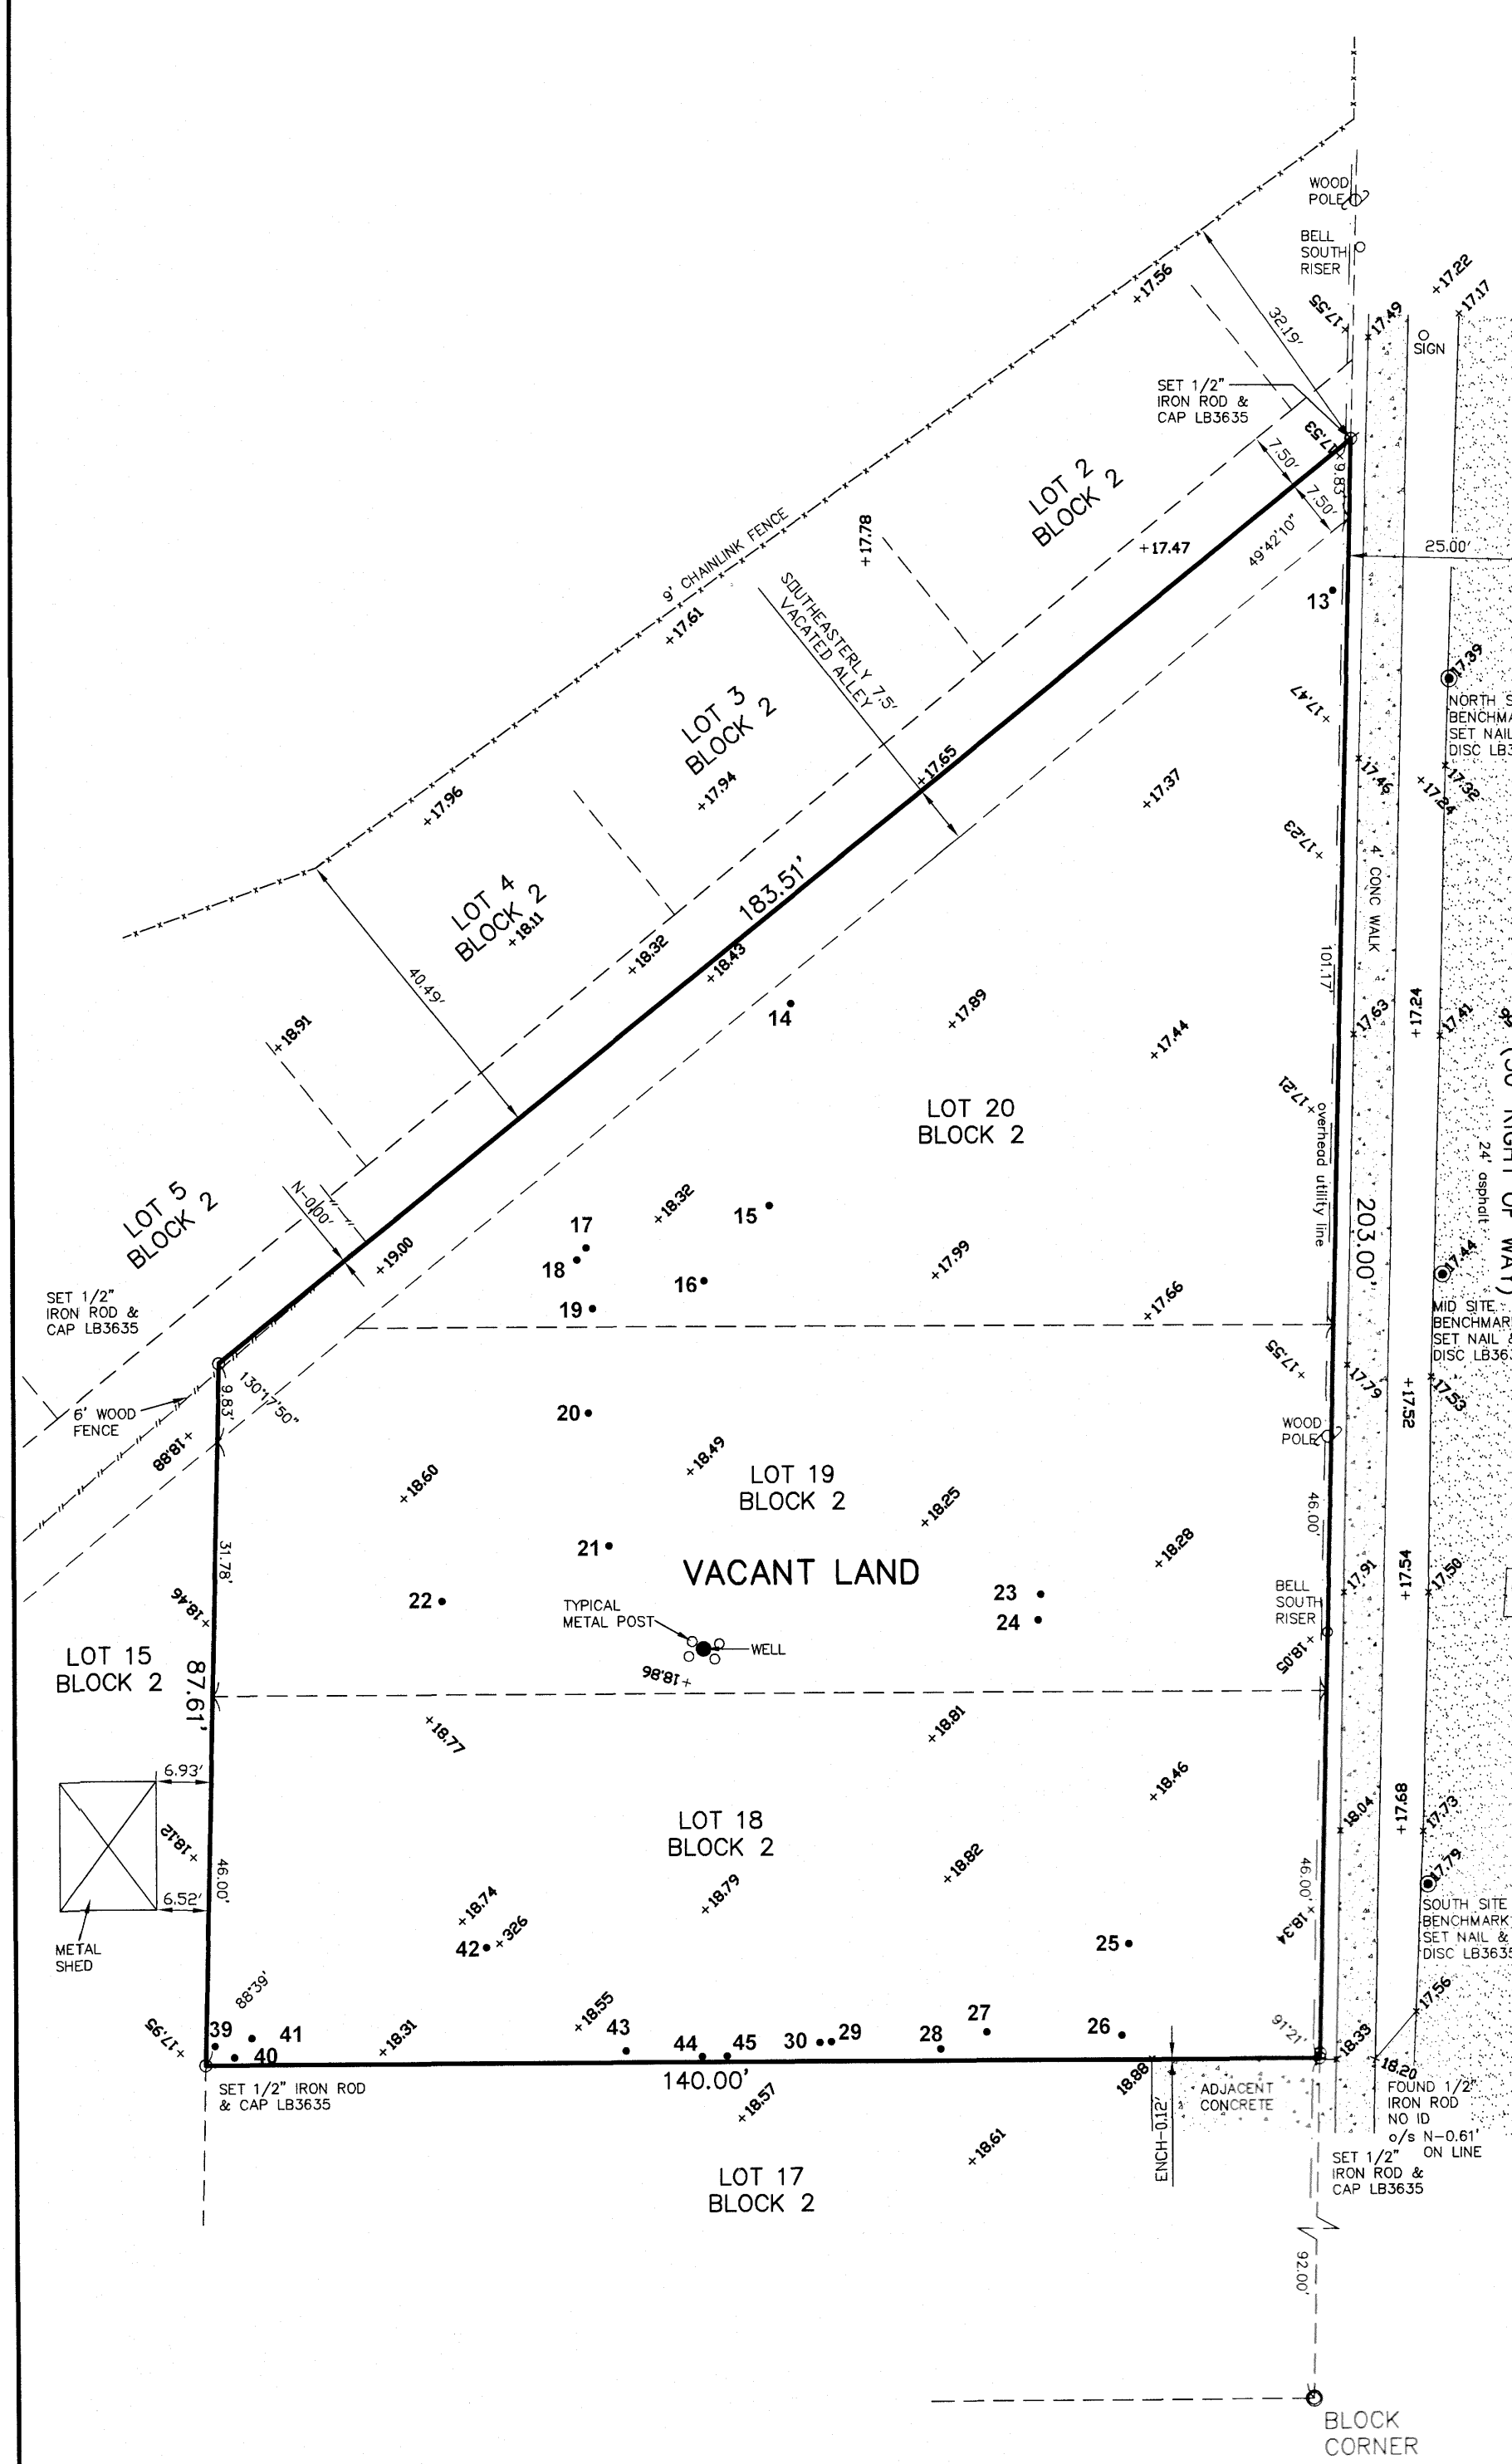 WOOD
POLE
BELL
SOUTH
RISER
+17.22
17.17
+17.56
+17.55
17.49
SIGN
32.19'
SET 1/2"
IRON ROD &
CAP LB3635
17.53
9.83'
7.50'
7.50'
49°42'10"
25.00'
LOT 2
BLOCK 2
+17.47
+17.78
9' CHAINLINK FENCE
+17.61
SOUTHEASTERLY 7.5'
VACATED ALLEY
13
17.39
NORTH S
BENCHMA
SET NAIL
DISC LB3
+17.47
LOT 3
BLOCK 2
+17.94
+17.65
+17.37
17.46
17.32
+17.24
+17.96
+17.23
4' CONC WALK
183.51'
LOT 4
BLOCK 2
+18.11
+18.32
+18.43
101.17'
40.49'
14
+17.89
+17.44
17.63
+17.24
17.41
RIGHT OF WAY)
24' asphalt
+18.91
LOT 20
BLOCK 2
+17.21
overhead utility line
203.00'
LOT 5
BLOCK 2
N-0.00'
+18.32
15
17
18
16
19
+19.00
+17.99
+17.66
17.44
MID SITE
BENCHMAR
SET NAIL &
DISC LB363
SET 1/2"
IRON ROD &
CAP LB3635
+17.55
17.79
+17.52
17.53
9.83'
130°17'50"
6' WOOD
FENCE
+18.88
20
WOOD
POLE
+18.60
+18.49
LOT 19
BLOCK 2
+18.25
46.00'
31.78'
21
VACANT LAND
+18.28
17.91
+17.54
17.50
+18.46
22
TYPICAL
METAL POST
WELL
23
24
BELL
SOUTH
RISER
+18.05
LOT 15
BLOCK 2
87.61'
+18.86
+18.77
+18.81
6.93'
+18.46
+18.12
LOT 18
BLOCK 2
18.04
+17.68
17.73
46.00'
6.52'
+18.82
46.00'
17.79
METAL
SHED
+18.74
+326
42
+18.79
25
+18.34
SOUTH SITE
BENCHMARK
SET NAIL &
DISC LB3635
88°39'
+17.95
39
41
40
+18.31
+18.55
43
44
45
30
29
28
27
26
91°21'
17.56
18.33
18.20
SET 1/2" IRON ROD
& CAP LB3635
140.00'
+18.57
18.88
ADJACENT
CONCRETE
FOUND 1/2"
IRON ROD
NO ID
o/s N-0.61'
ON LINE
ENCH-0.12'
+18.61
SET 1/2"
IRON ROD &
CAP LB3635
LOT 17
BLOCK 2
92.00'
BLOCK
CORNER